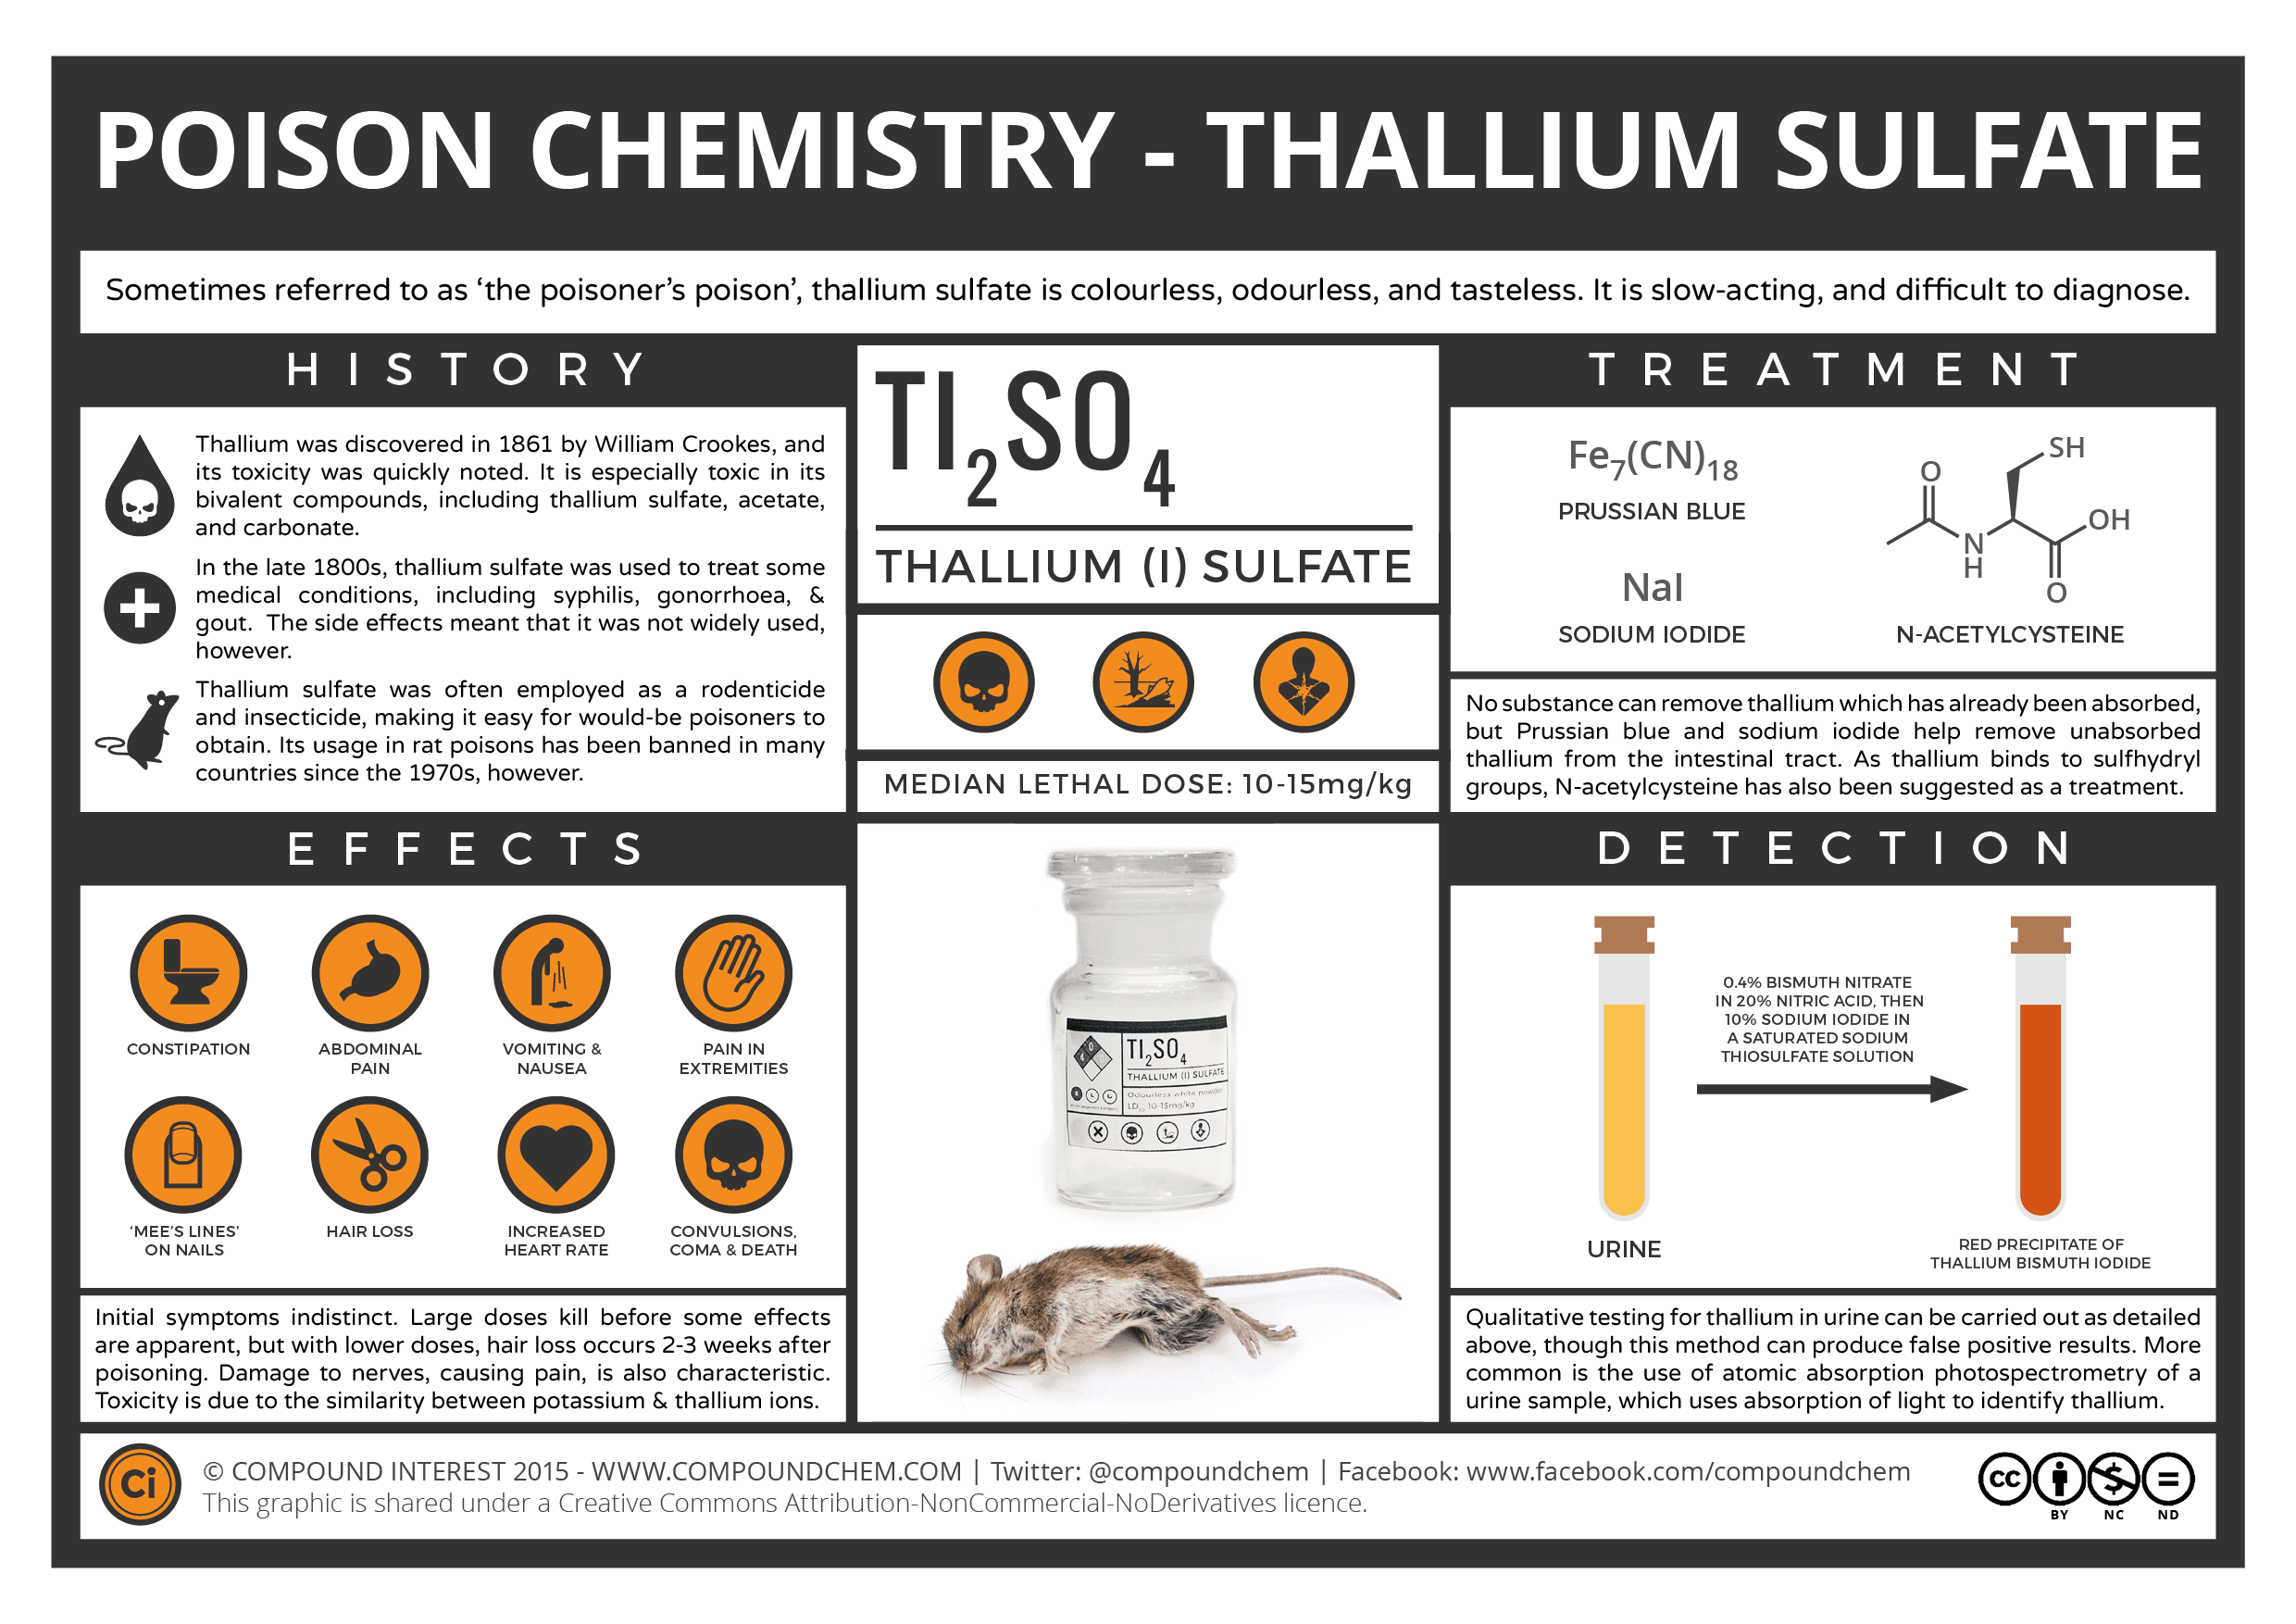 POISON CHEMISTRY - THALLIUM SULFATE
Sometimes referred to as ‘the poisoner’s poison’, thallium sulfate is colourless, odourless, and tasteless. It is slow-acting, and difficult to diagnose.
HISTORY
Thallium was discovered in 1861 by William Crookes, and
its toxicity was quickly noted. It is especially toxic in its
bivalent compounds, including thallium sulfate, acetate,
and carbonate.
In the late 1800s, thallium sulfate was used to treat some
medical conditions, including syphilis, gonorrhoea, &
gout. The side effects meant that it was not widely used,
however.
Thallium sulfate was often employed as a rodenticide
and insecticide, making it easy for would-be poisoners to
obtain. Its usage in rat poisons has been banned in many
countries since the 1970s, however.
EFFECTS
CONSTIPATION
ABDOMINAL
PAIN
VOMITING &
NAUSEA
PAIN IN
EXTREMITIES
‘MEE’S LINES’
ON NAILS
HAIR LOSS
INCREASED
HEART RATE
CONVULSIONS,
COMA & DEATH
Initial symptoms indistinct. Large doses kill before some effects
are apparent, but with lower doses, hair loss occurs 2-3 weeks after
poisoning. Damage to nerves, causing pain, is also characteristic.
Toxicity is due to the similarity between potassium & thallium ions.
TI₂SO₄
THALLIUM (I) SULFATE
MEDIAN LETHAL DOSE: 10-15mg/kg
TI₂SO₄
THALLIUM (I) SULFATE
Odourless white powder
LD₅₀ 10-15mg/kg
TREATMENT
Fe₇(CN)₁₈
PRUSSIAN BLUE
NaI
SODIUM IODIDE
SH
O
OH
N
H
O
N-ACETYLCYSTEINE
No substance can remove thallium which has already been absorbed,
but Prussian blue and sodium iodide help remove unabsorbed
thallium from the intestinal tract. As thallium binds to sulfhydryl
groups, N-acetylcysteine has also been suggested as a treatment.
DETECTION
0.4% BISMUTH NITRATE
IN 20% NITRIC ACID, THEN
10% SODIUM IODIDE IN
A SATURATED SODIUM
THIOSULFATE SOLUTION
URINE
RED PRECIPITATE OF
THALLIUM BISMUTH IODIDE
Qualitative testing for thallium in urine can be carried out as detailed
above, though this method can produce false positive results. More
common is the use of atomic absorption photospectrometry of a
urine sample, which uses absorption of light to identify thallium.
Ci
© COMPOUND INTEREST 2015 - WWW.COMPOUNDCHEM.COM | Twitter: @compoundchem | Facebook: www.facebook.com/compoundchem
This graphic is shared under a Creative Commons Attribution-NonCommercial-NoDerivatives licence.
cc
BY NC ND